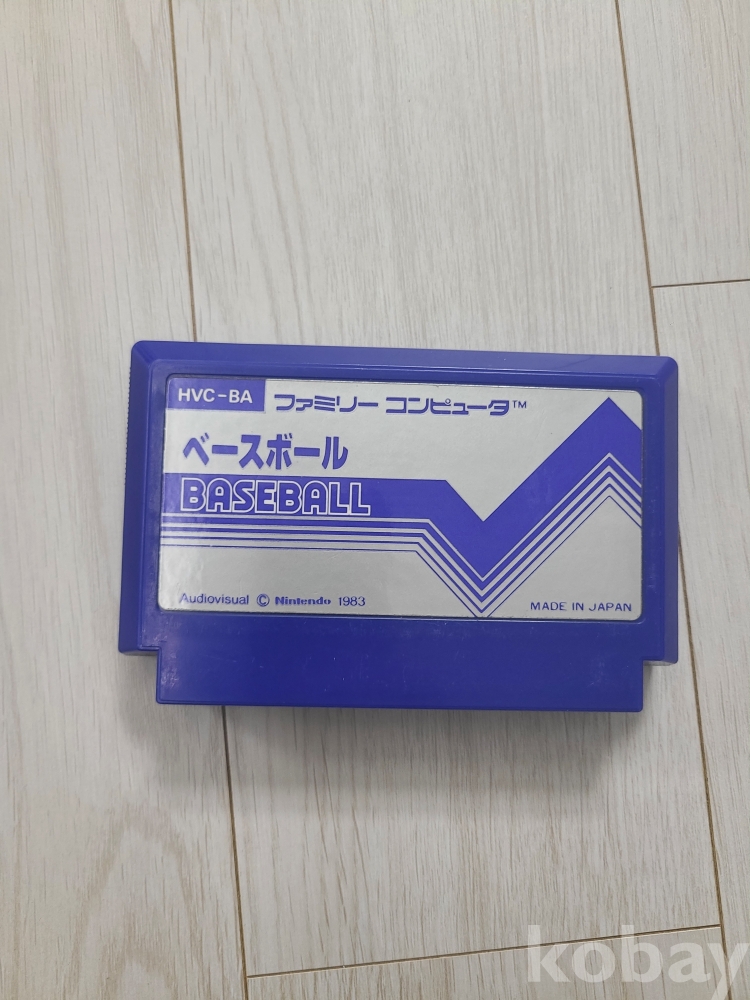 HVC-BA
ファミリー コンピュータ™
ベースボール
BASEBALL
Audiovisual © Nintendo 1983
MADE IN JAPAN
kobay